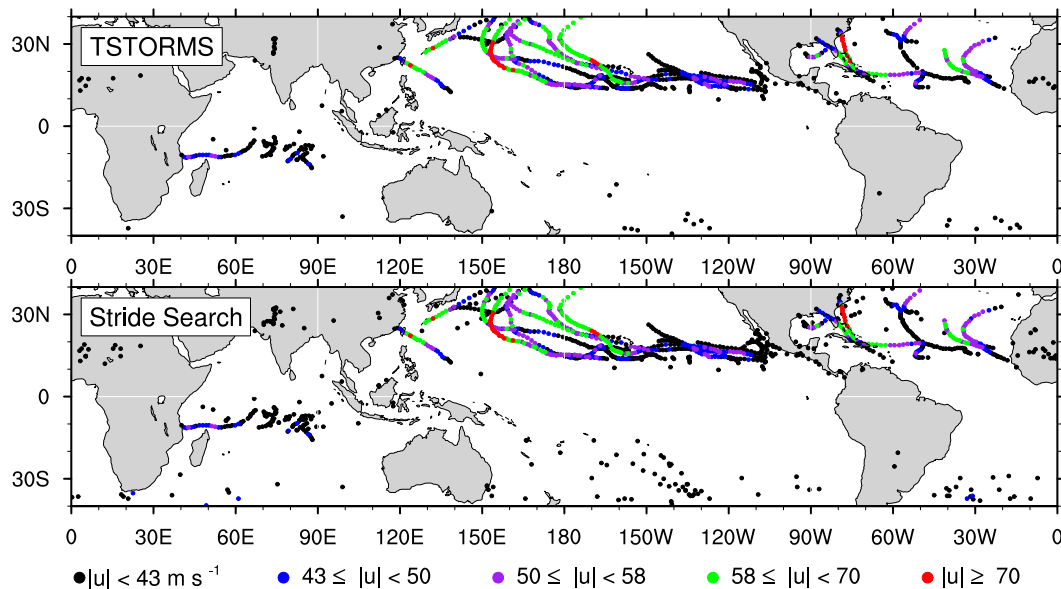 30N
TSTORMS
0
30S
0 30E 60E 90E 120E 150E 180 150W 120W 90W 60W 30W 0
30N
Stride Search
0
30S
0 30E 60E 90E 120E 150E 180 150W 120W 90W 60W 30W 0
|u| < 43 m s⁻¹ 43 ≤ |u| < 50 50 ≤ |u| < 58 58 ≤ |u| < 70 |u| ≥ 70